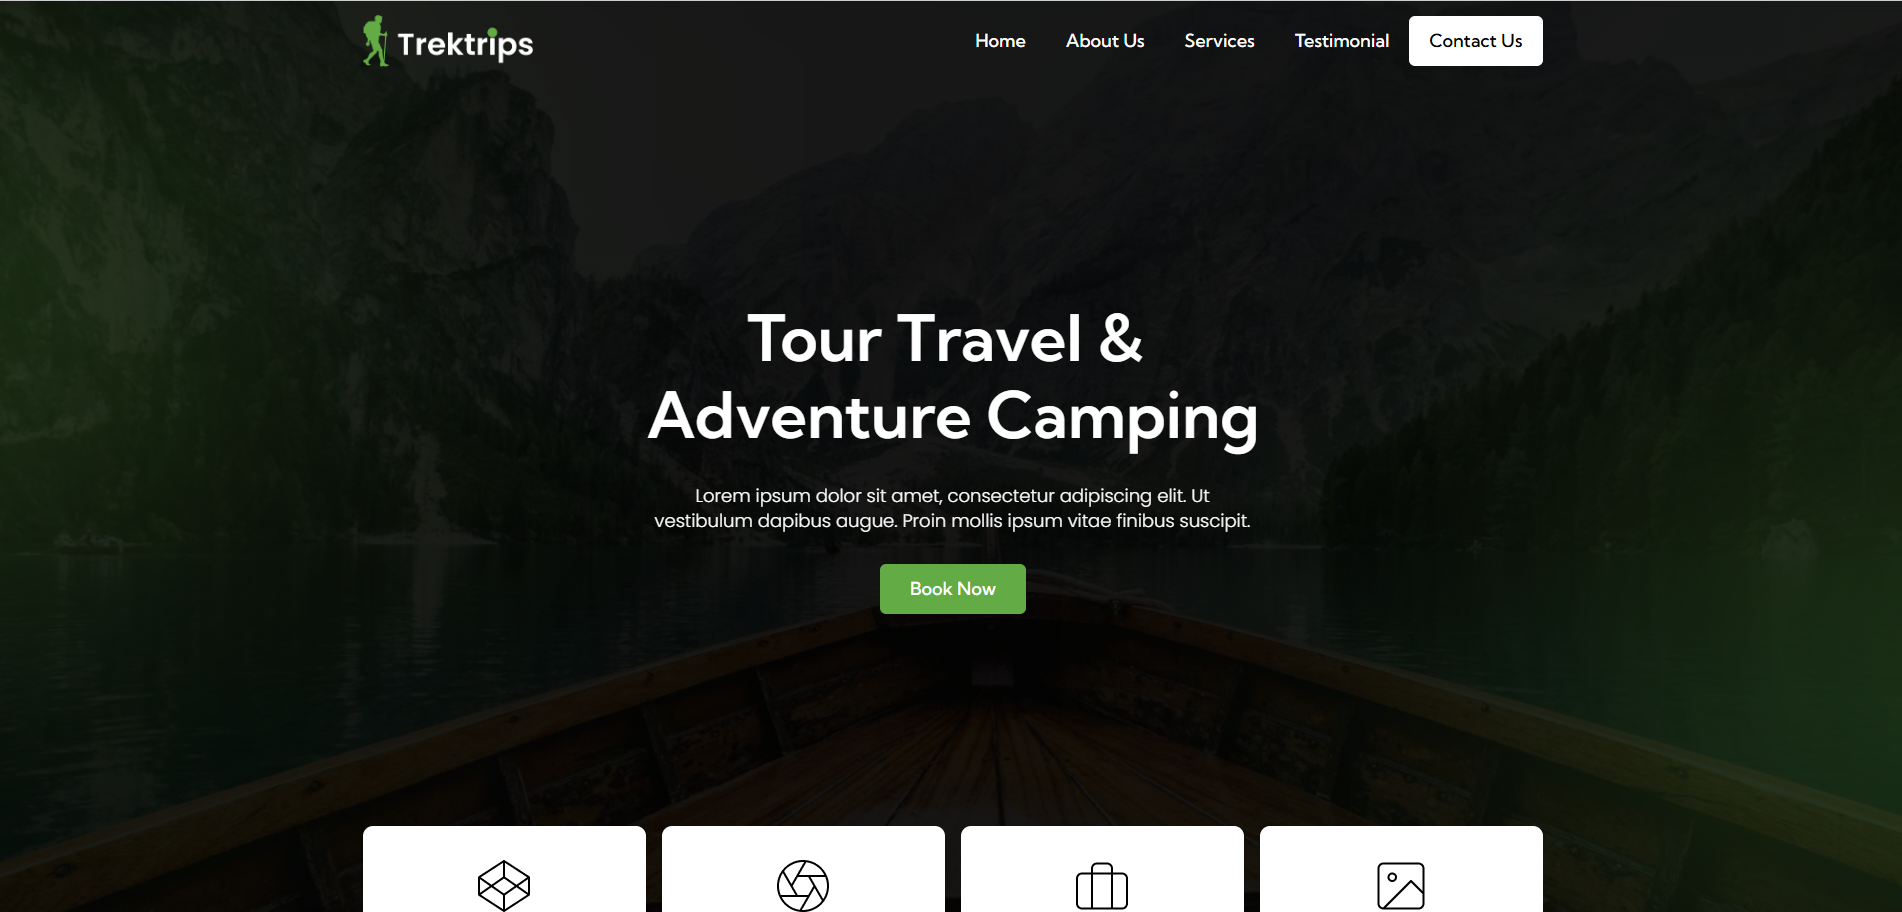 Trektrips
Home
About Us
Services
Testimonial
Contact Us
Tour Travel &
Adventure Camping
Lorem ipsum dolor sit amet, consectetur adipiscing elit. Ut
vestibulum dapibus augue. Proin mollis ipsum vitae finibus suscipit.
Book Now